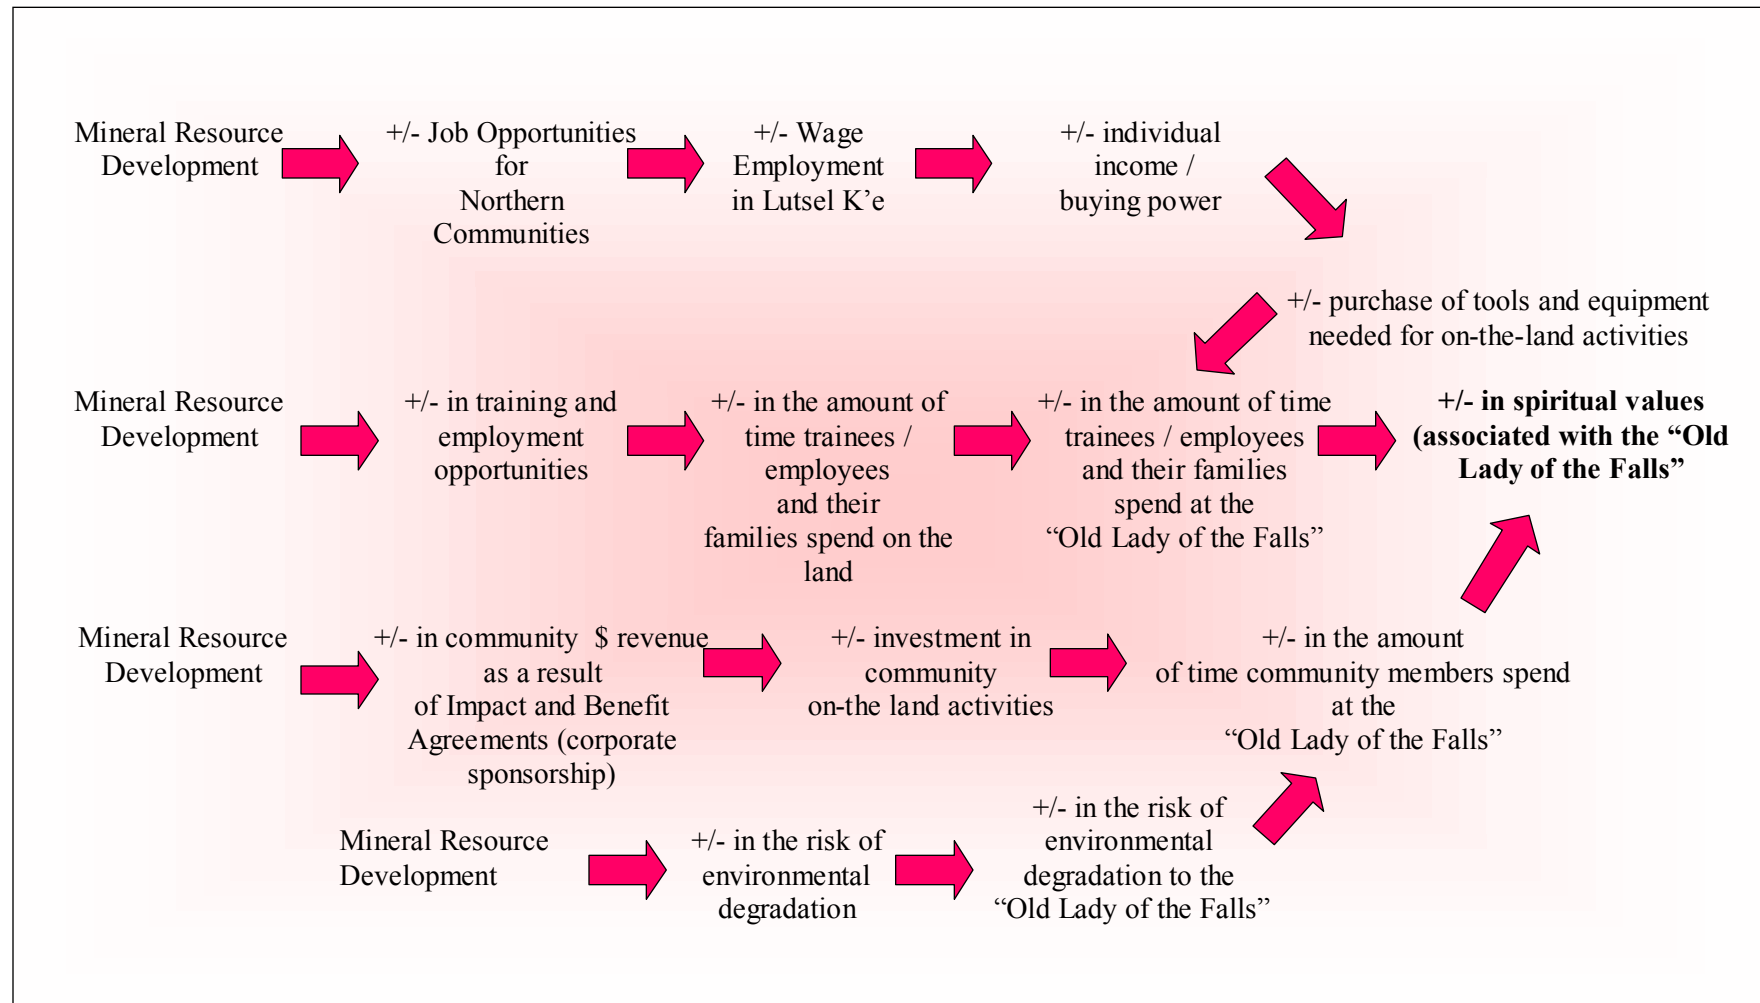 Mineral Resource
Development
+/- Job Opportunities
for
Northern
Communities
+/- Wage
Employment
in Lutsel K’e
+/- individual
income /
buying power
+/- purchase of tools and equipment
needed for on-the-land activities
Mineral Resource
Development
+/- in training and
employment
opportunities
+/- in the amount of
time trainees /
employees
and their
families spend on the
land
+/- in the amount of time
trainees / employees
and their families
spend at the
“Old Lady of the Falls”
+/- in spiritual values
(associated with the “Old
Lady of the Falls”
Mineral Resource
Development
+/- in community $ revenue
as a result
of Impact and Benefit
Agreements (corporate
sponsorship)
+/- investment in
community
on-the land activities
+/- in the amount
of time community members spend
at the
“Old Lady of the Falls”
Mineral Resource
Development
+/- in the risk of
environmental
degradation
+/- in the risk of
environmental
degradation to the
“Old Lady of the Falls”